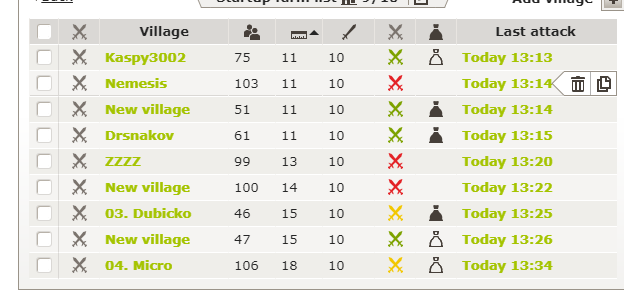 Back
Startup farm list 9/10
Add village +
Village Last attack
Kaspy3002 75 11 10 Today 13:13
Nemesis 103 11 10 Today 13:14
New village 51 11 10 Today 13:14
Drsnakov 61 11 10 Today 13:15
ZZZZ 99 13 10 Today 13:20
New village 100 14 10 Today 13:22
03. Dubicko 46 15 10 Today 13:25
New village 47 15 10 Today 13:26
04. Micro 106 18 10 Today 13:34